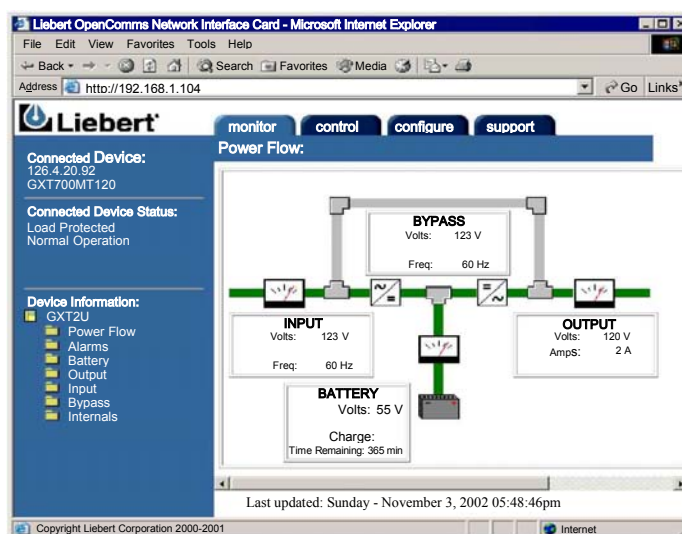 Liebert OpenComms Network Interface Card - Microsoft Internet Explorer
File Edit View Favorites Tools Help
Back Search Favorites Media
Address http://192.168.1.104 Go Links
Liebert
monitor control configure support
Connected Device:
126.4.20.92
GXT700MT120
Connected Device Status:
Load Protected
Normal Operation
Device Information:
GXT2U
Power Flow
Alarms
Battery
Output
Input
Bypass
Internals
Power Flow:
BYPASS
Volts: 123 V
Freq: 60 Hz
INPUT
Volts: 123 V
Freq: 60 Hz
OUTPUT
Volts: 120 V
Amps: 2 A
BATTERY
Volts: 55 V
Charge:
Time Remaining: 365 min
Last updated: Sunday - November 3, 2002 05:48:46pm
Copyright Liebert Corporation 2000-2001 Internet